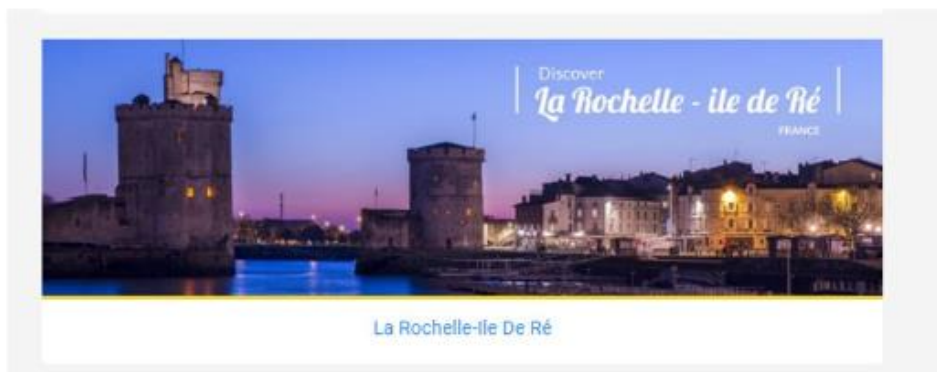 Discover
La Rochelle - ile de Ré
FRANCE
La Rochelle-Ile De Ré